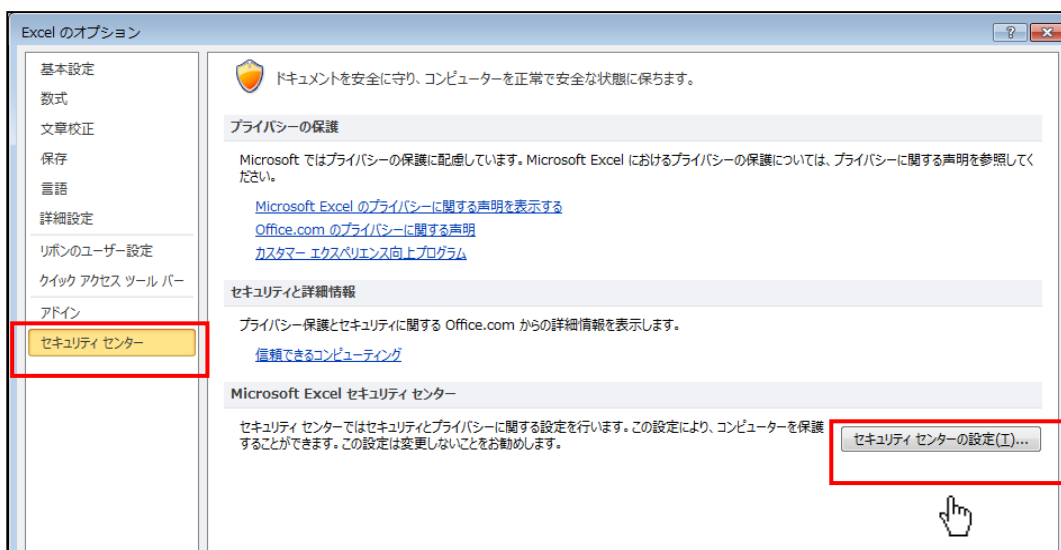 Excel のオプション
基本設定
数式
文章校正
保存
言語
詳細設定
リボンのユーザー設定
クイック アクセス ツール バー
アドイン
セキュリティ センター
ドキュメントを安全に守り、コンピューターを正常で安全な状態に保ちます。
プライバシーの保護
Microsoft ではプライバシーの保護に配慮しています。Microsoft Excel におけるプライバシーの保護については、プライバシーに関する声明を参照してく
ださい。
Microsoft Excel のプライバシーに関する声明を表示する
Office.com のプライバシーに関する声明
カスタマー エクスペリエンス向上プログラム
セキュリティと詳細情報
プライバシー保護とセキュリティに関する Office.com からの詳細情報を表示します。
信頼できるコンピューティング
Microsoft Excel セキュリティ センター
セキュリティ センターではセキュリティとプライバシーに関する設定を行います。この設定により、コンピューターを保護
することができます。この設定は変更しないことをお勧めします。
セキュリティ センターの設定(T)...